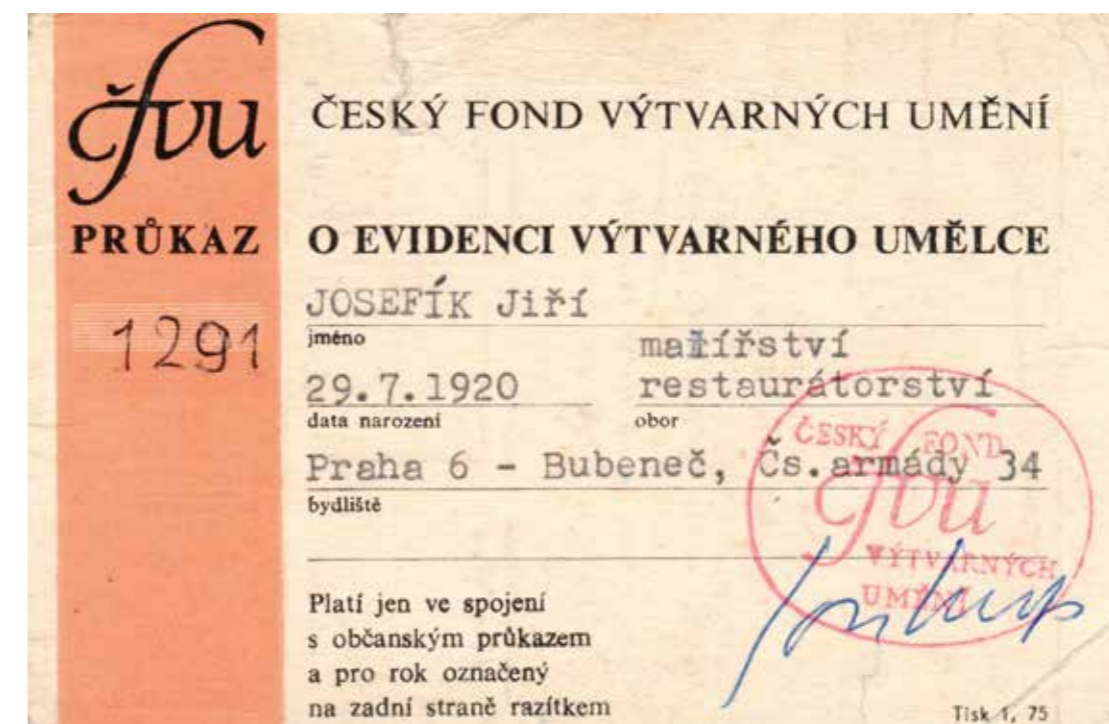 čfvu
ČESKÝ FOND VÝTVARNÝCH UMĚNÍ
PRŮKAZ O EVIDENCI VÝTVARNÉHO UMĚLCE
1291
JOSEFÍK Jiří
jméno
malířství
29.7.1920 restaurátorství
data narození obor
Praha 6 - Bubeneč, Čs.armády 34
bydliště
ČESKÝ FOND
čfvu
VÝTVARNÝCH
UMĚNÍ
Platí jen ve spojení
s občanským průkazem
a pro rok označený
na zadní straně razítkem
Tisk 1, 75